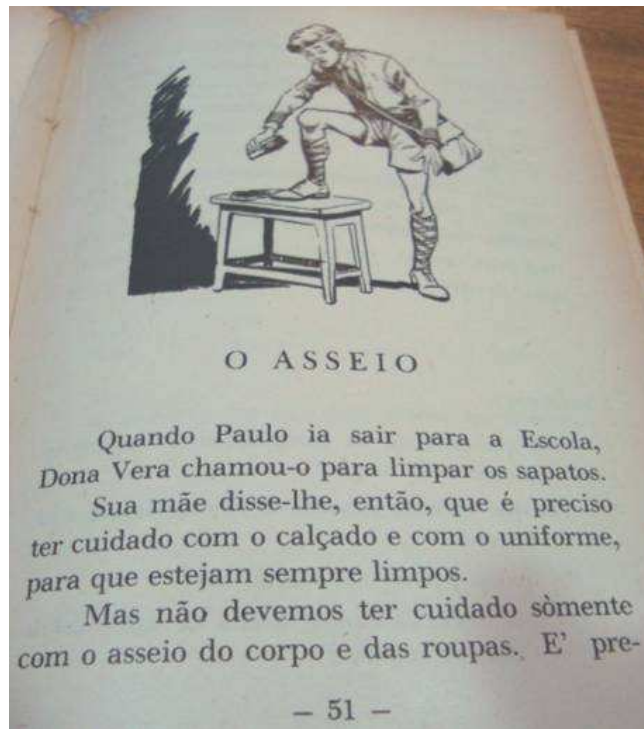 O ASSEIO
Quando Paulo ia sair para a Escola,
Dona Vera chamou-o para limpar os sapatos.
Sua mãe disse-lhe, então, que é preciso
ter cuidado com o calçado e com o uniforme,
para que estejam sempre limpos.
Mas não devemos ter cuidado sòmente
com o asseio do corpo e das roupas. E' pre-
— 51 —